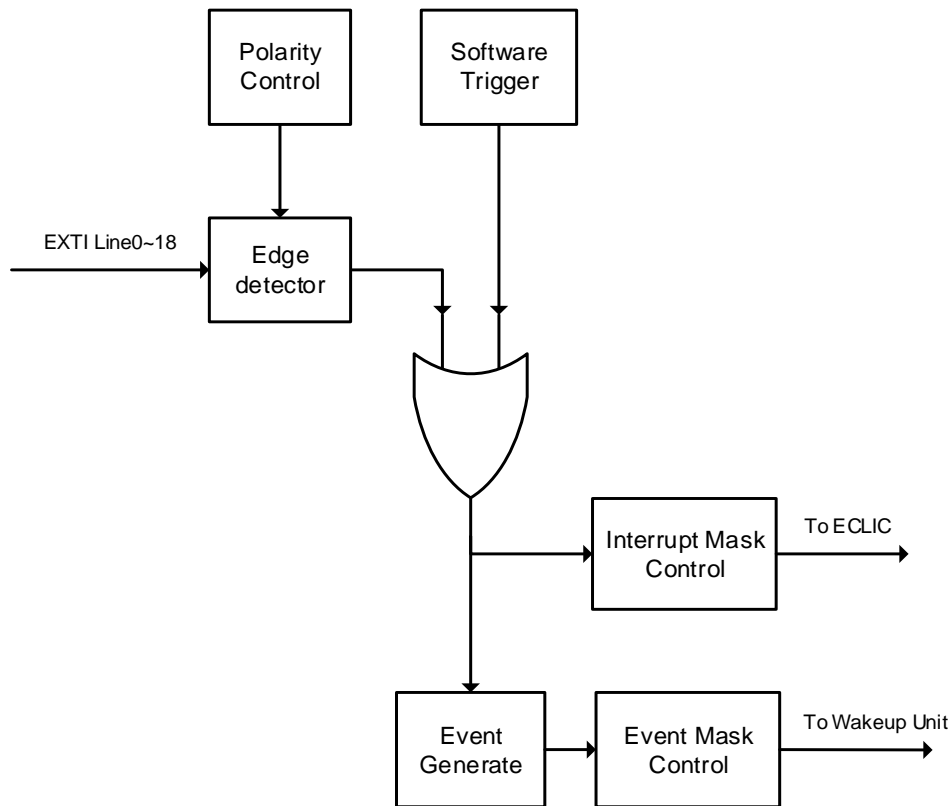 Polarity
Control
Software
Trigger
EXTI Line0~18
Edge
detector
Interrupt Mask
Control
To ECLIC
Event
Generate
Event Mask
Control
To Wakeup Unit